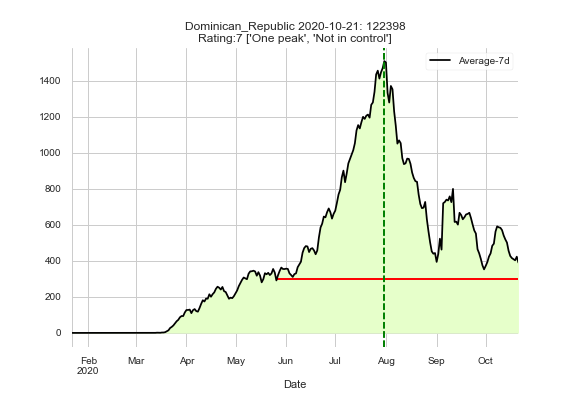 Dominican_Republic 2020-10-21: 122398
Rating:7 ['One peak', 'Not in control']
Average-7d
1400
1200
1000
800
600
400
200
0
Feb Mar Apr May Jun Jul Aug Sep Oct
2020
Date